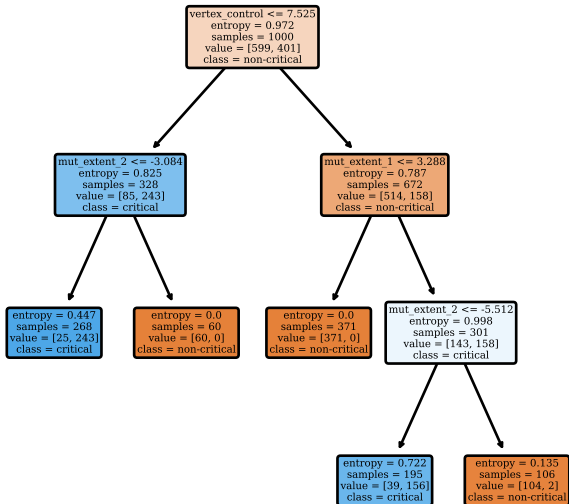 vertex_control <= 7.525
entropy = 0.972
samples = 1000
value = [599, 401]
class = non-critical
mut_extent_2 <= -3.084
entropy = 0.825
samples = 328
value = [85, 243]
class = critical
mut_extent_1 <= 3.288
entropy = 0.787
samples = 672
value = [514, 158]
class = non-critical
entropy = 0.447
samples = 268
value = [25, 243]
class = critical
entropy = 0.0
samples = 60
value = [60, 0]
class = non-critical
entropy = 0.0
samples = 371
value = [371, 0]
class = non-critical
mut_extent_2 <= -5.512
entropy = 0.998
samples = 301
value = [143, 158]
class = critical
entropy = 0.722
samples = 195
value = [39, 156]
class = critical
entropy = 0.135
samples = 106
value = [104, 2]
class = non-critical